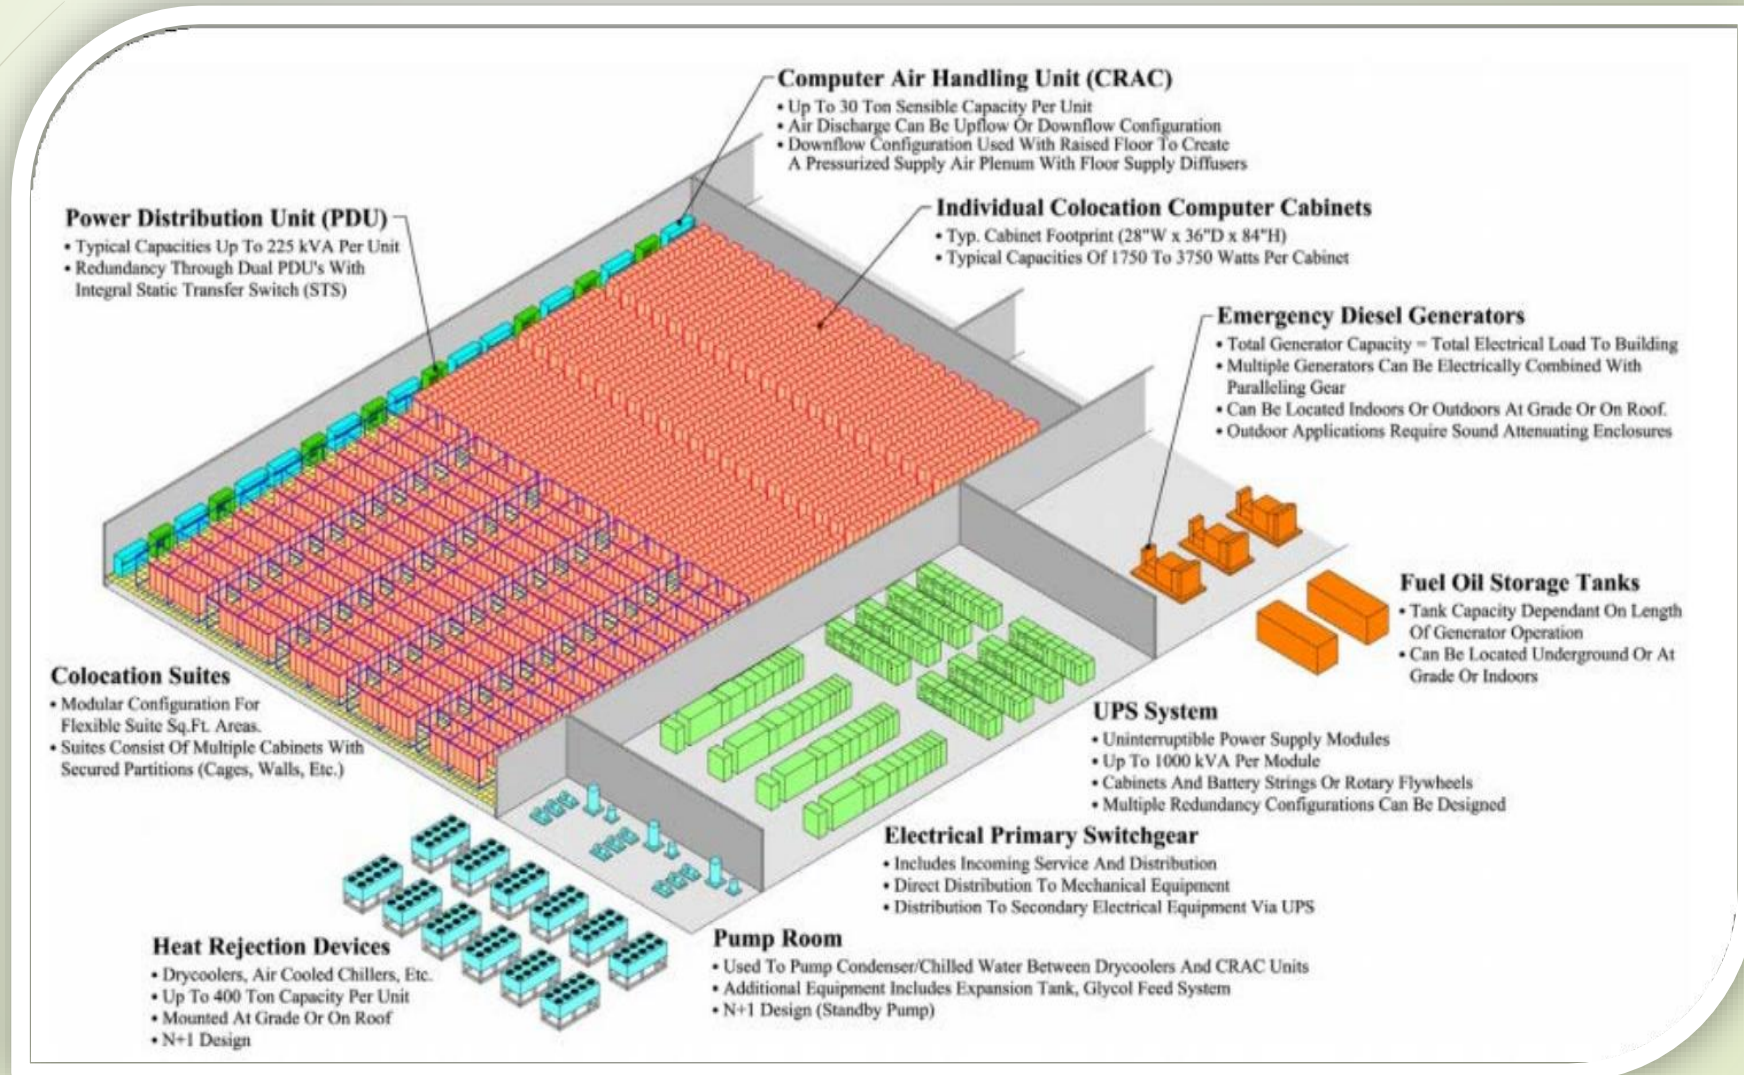 Computer Air Handling Unit (CRAC)
• Up To 30 Ton Sensible Capacity Per Unit
• Air Discharge Can Be Upflow Or Downflow Configuration
• Downflow Configuration Used With Raised Floor To Create
A Pressurized Supply Air Plenum With Floor Supply Diffusers
Power Distribution Unit (PDU)
• Typical Capacities Up To 225 kVA Per Unit
• Redundancy Through Dual PDU's With
Integral Static Transfer Switch (STS)
Individual Colocation Computer Cabinets
• Typ. Cabinet Footprint (28"W x 36"D x 84"H)
• Typical Capacities Of 1750 To 3750 Watts Per Cabinet
Emergency Diesel Generators
• Total Generator Capacity = Total Electrical Load To Building
• Multiple Generators Can Be Electrically Combined With
Paralleling Gear
• Can Be Located Indoors Or Outdoors At Grade Or On Roof.
• Outdoor Applications Require Sound Attenuating Enclosures
Fuel Oil Storage Tanks
• Tank Capacity Dependant On Length
Of Generator Operation
• Can Be Located Underground Or At
Grade Or Indoors
Colocation Suites
• Modular Configuration For
Flexible Suite Sq.Ft. Areas.
• Suites Consist Of Multiple Cabinets With
Secured Partitions (Cages, Walls, Etc.)
UPS System
• Uninterruptible Power Supply Modules
• Up To 1000 kVA Per Module
• Cabinets And Battery Strings Or Rotary Flywheels
• Multiple Redundancy Configurations Can Be Designed
Electrical Primary Switchgear
• Includes Incoming Service And Distribution
• Direct Distribution To Mechanical Equipment
• Distribution To Secondary Electrical Equipment Via UPS
Heat Rejection Devices
• Drycoolers, Air Cooled Chillers, Etc.
• Up To 400 Ton Capacity Per Unit
• Mounted At Grade Or On Roof
• N+1 Design
Pump Room
• Used To Pump Condenser/Chilled Water Between Drycoolers And CRAC Units
• Additional Equipment Includes Expansion Tank, Glycol Feed System
• N+1 Design (Standby Pump)